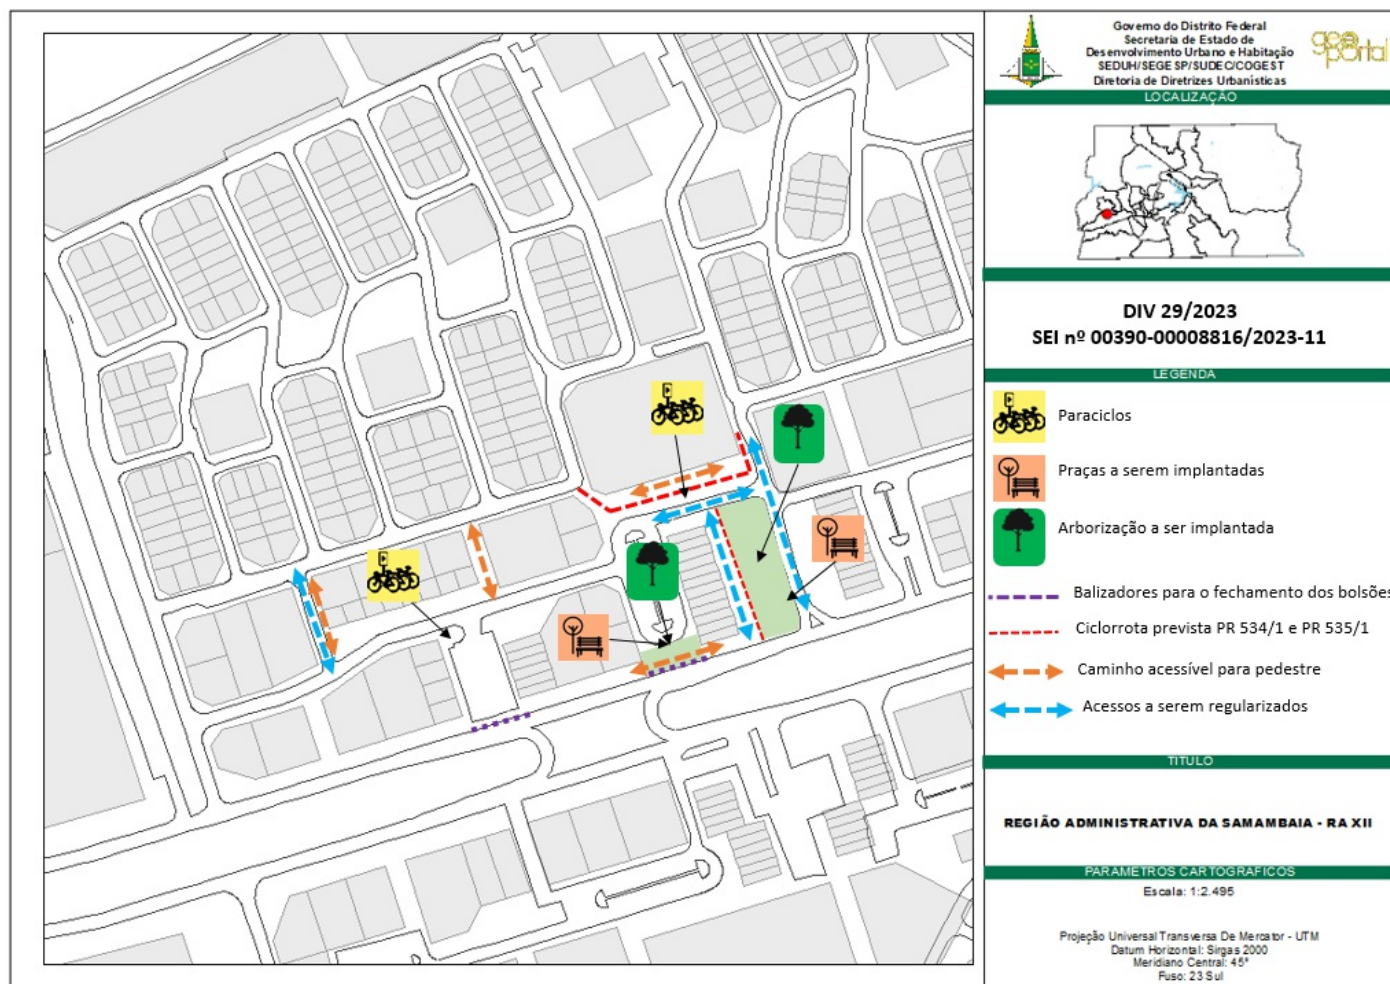 Governo do Distrito Federal
Secretaria de Estado de
Desenvolvimento Urbano e Habitação
SEDUH/SEGESP/SUDEC/COGEST
Diretoria de Diretrizes Urbanísticas
geo
portal
LOCALIZAÇÃO
DIV 29/2023
SEI nº 00390-00008816/2023-11
LEGENDA
Paraciclos
Praças a serem implantadas
Arborização a ser implantada
Balizadores para o fechamento dos bolsões
Ciclorrota prevista PR 534/1 e PR 535/1
Caminho acessível para pedestre
Acessos a serem regularizados
TITULO
REGIÃO ADMINISTRATIVA DA SAMAMBAIA - RA XII
PARAMETROS CARTOGRAFICOS
Escala: 1:2.495
Projeção Universal Transversa De Mercator - UTM
Datum Horizontal: Sirgas 2000
Meridiano Central: 45°
Fuso: 23 Sul